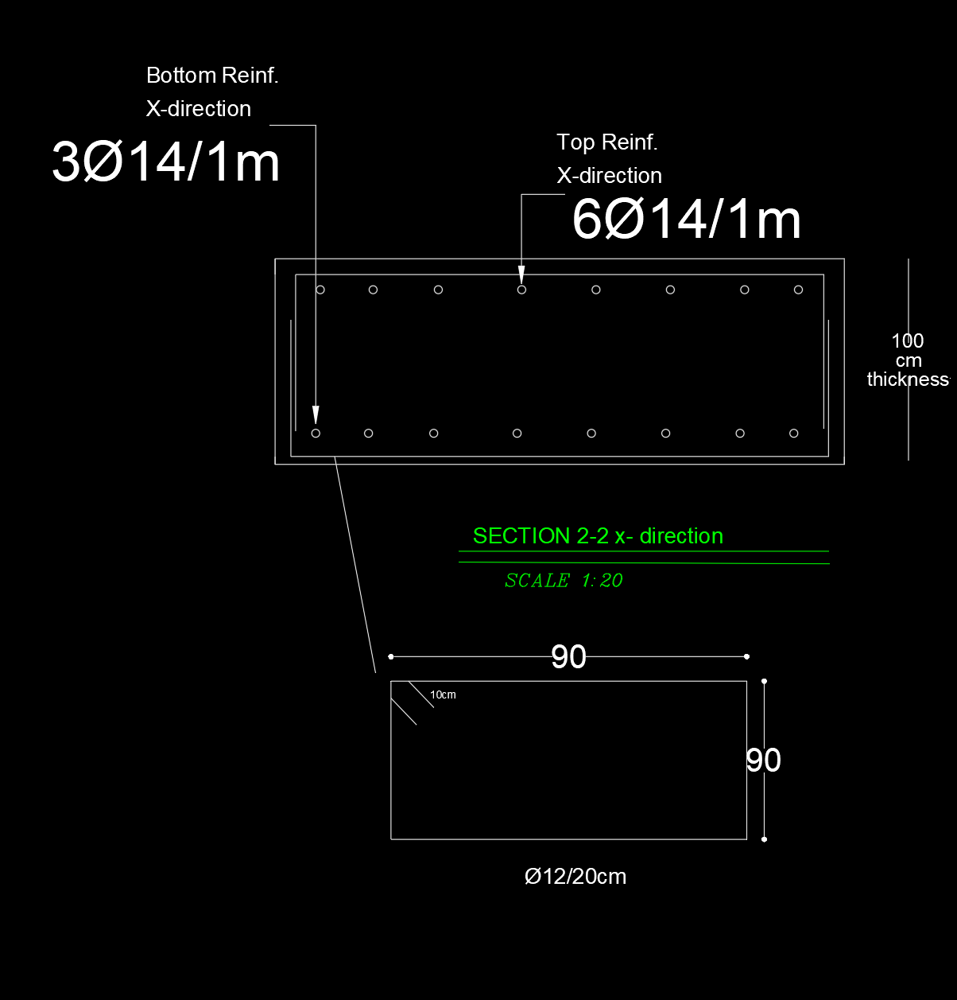 Bottom Reinf.
X-direction
3Ø14/1m
Top Reinf.
X-direction
6Ø14/1m
100
cm
thickness
SECTION 2-2 x- direction
SCALE 1:20
90
10cm
90
Ø12/20cm